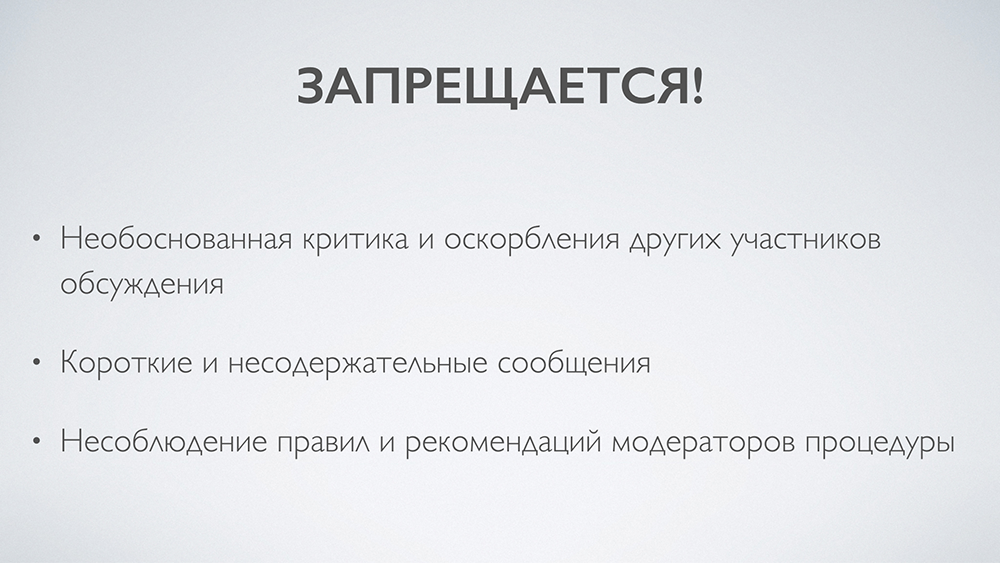 ЗАПРЕЩАЕТСЯ!
• Необоснованная критика и оскорбления других участников
обсуждения
• Короткие и несодержательные сообщения
• Несоблюдение правил и рекомендаций модераторов процедуры